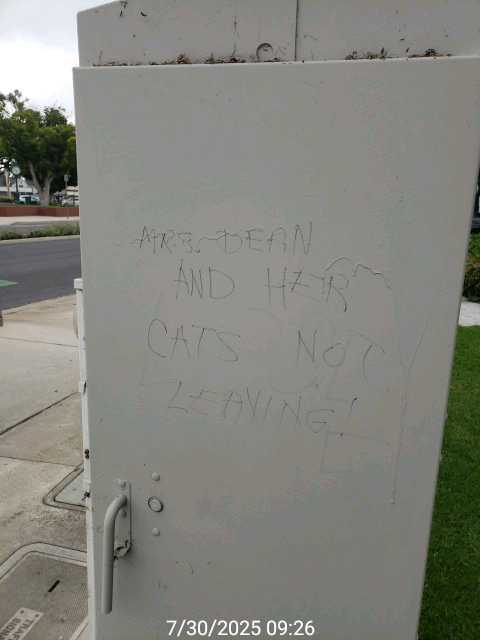 MRS. DEAN
AND HER
CATS NOT
LEAVING!
7/30/2025 09:26